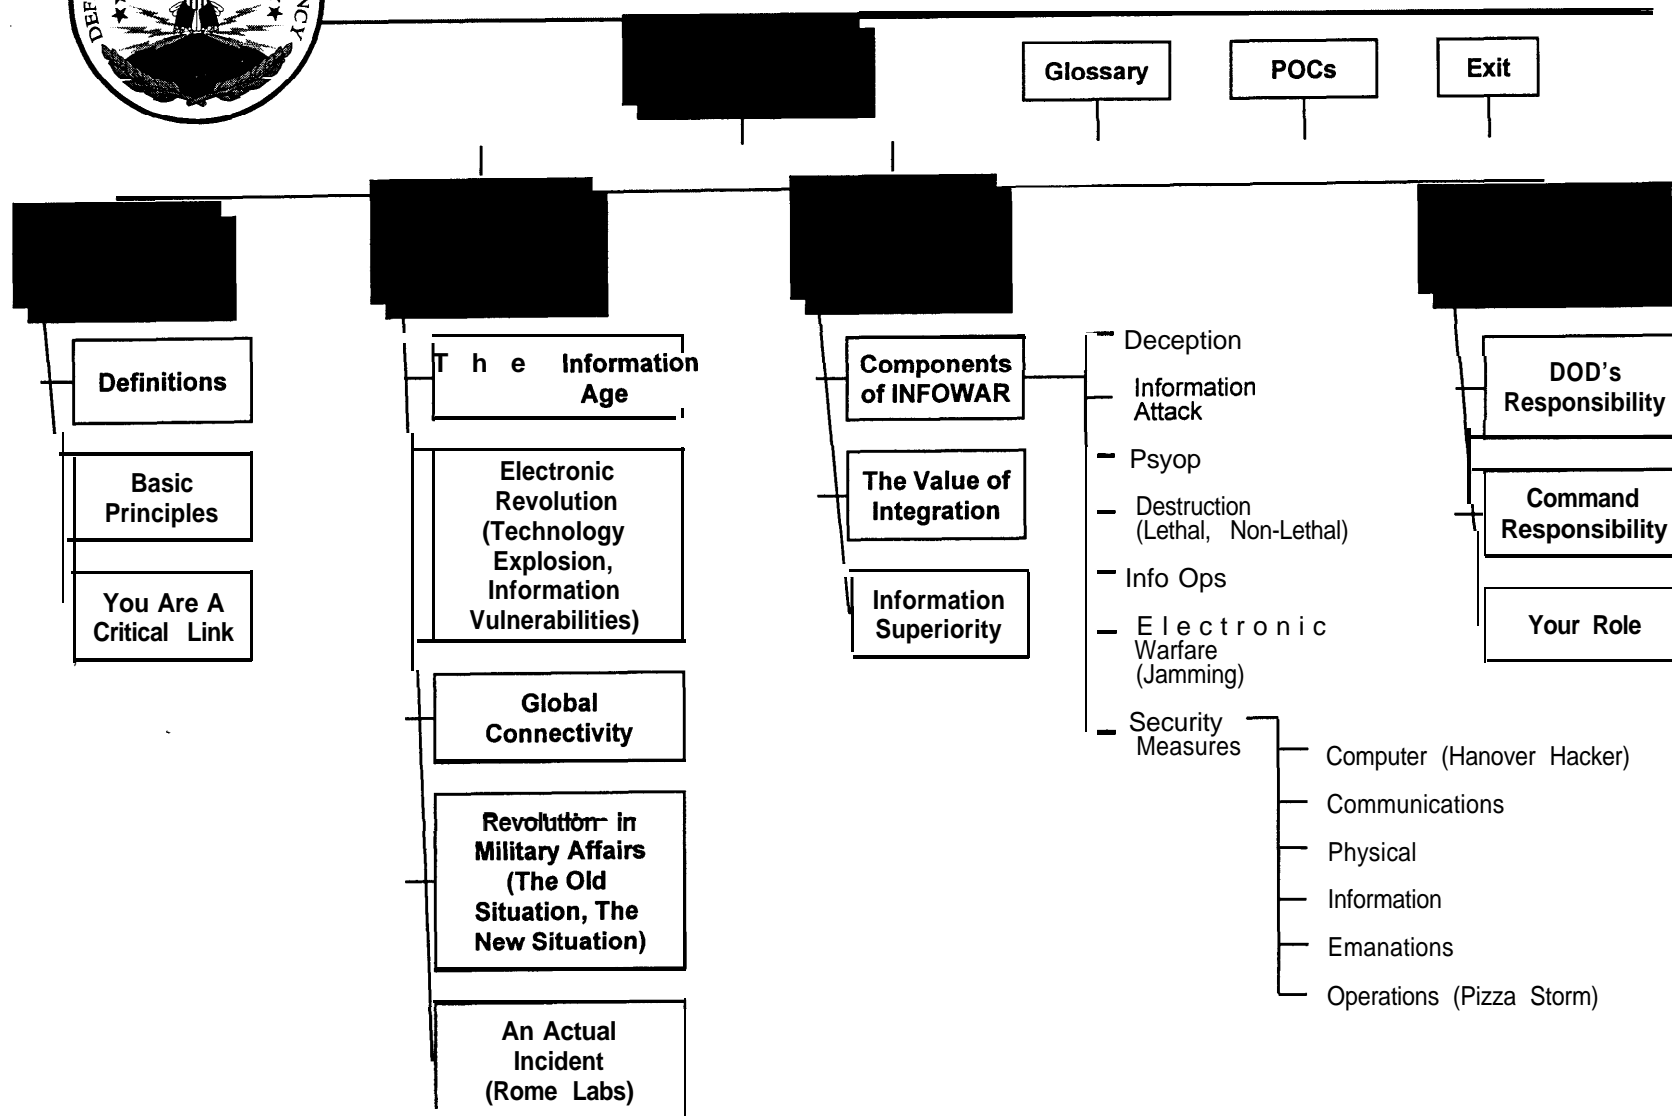 DEF
NCY
Glossary
POCs
Exit
Definitions
Basic
Principles
You Are A
Critical Link
T h e Information
Age
Electronic
Revolution
(Technology
Explosion,
Information
Vulnerabilities)
Global
Connectivity
Revolution in
Military Affairs
(The Old
Situation, The
New Situation)
An Actual
Incident
(Rome Labs)
Components
of INFOWAR
The Value of
Integration
Information
Superiority
Deception
Information
Attack
Psyop
Destruction
(Lethal, Non-Lethal)
Info Ops
E l e c t r o n i c
Warfare
(Jamming)
Security
Measures
Computer (Hanover Hacker)
Communications
Physical
Information
Emanations
Operations (Pizza Storm)
DOD's
Responsibility
Command
Responsibility
Your Role